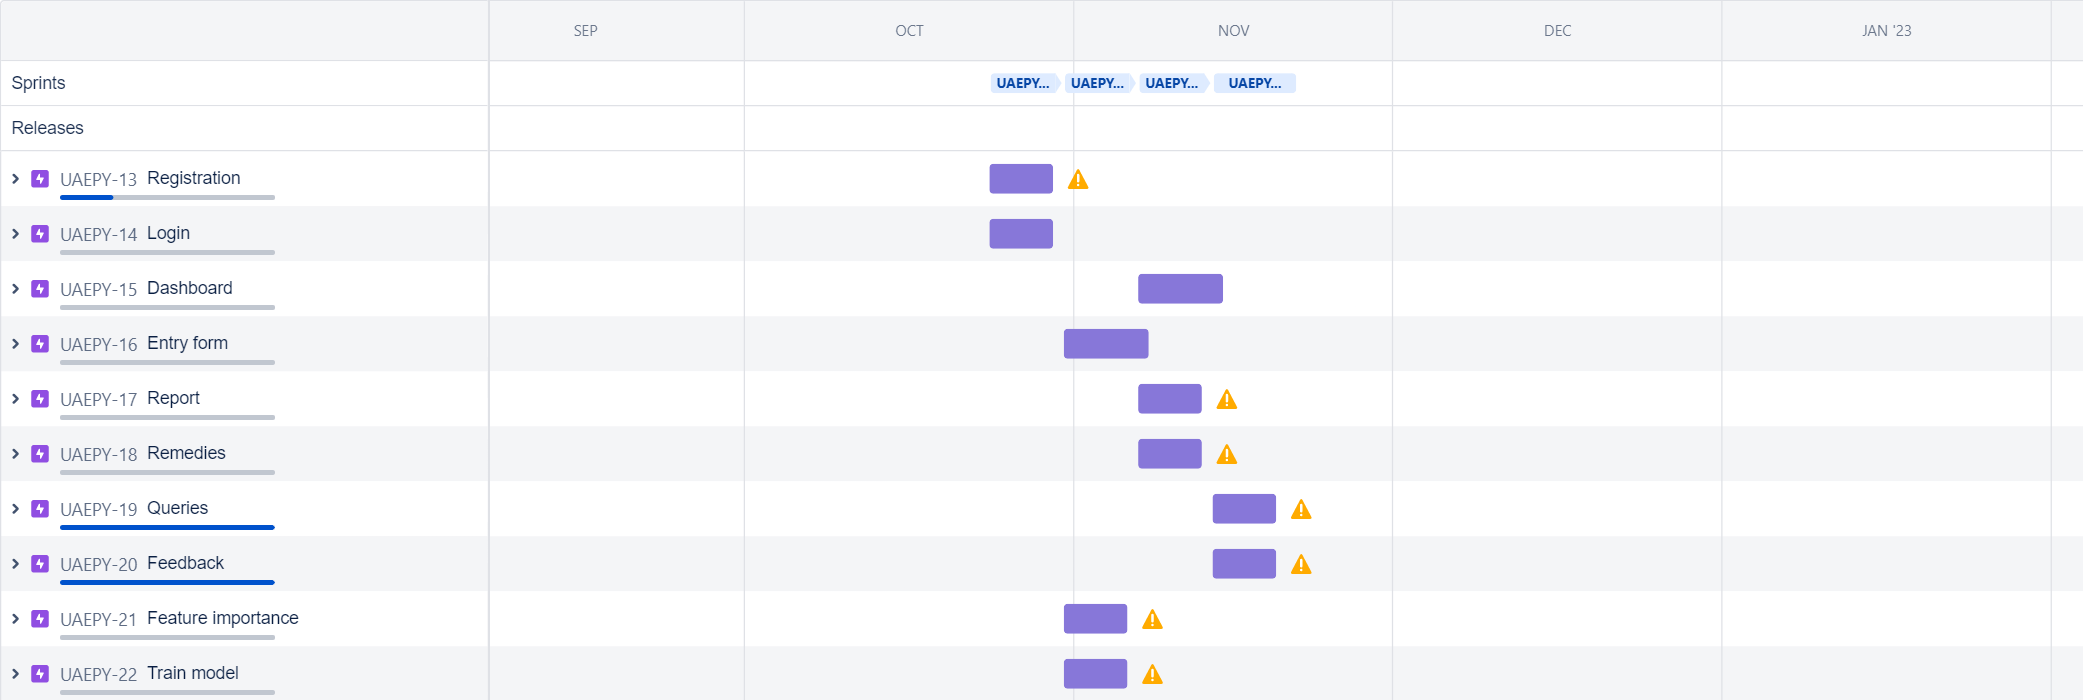 SEP OCT NOV DEC JAN '23
Sprints UAEPY... UAEPY... UAEPY... UAEPY...
Releases
UAEPY-13 Registration
UAEPY-14 Login
UAEPY-15 Dashboard
UAEPY-16 Entry form
UAEPY-17 Report
UAEPY-18 Remedies
UAEPY-19 Queries
UAEPY-20 Feedback
UAEPY-21 Feature importance
UAEPY-22 Train model